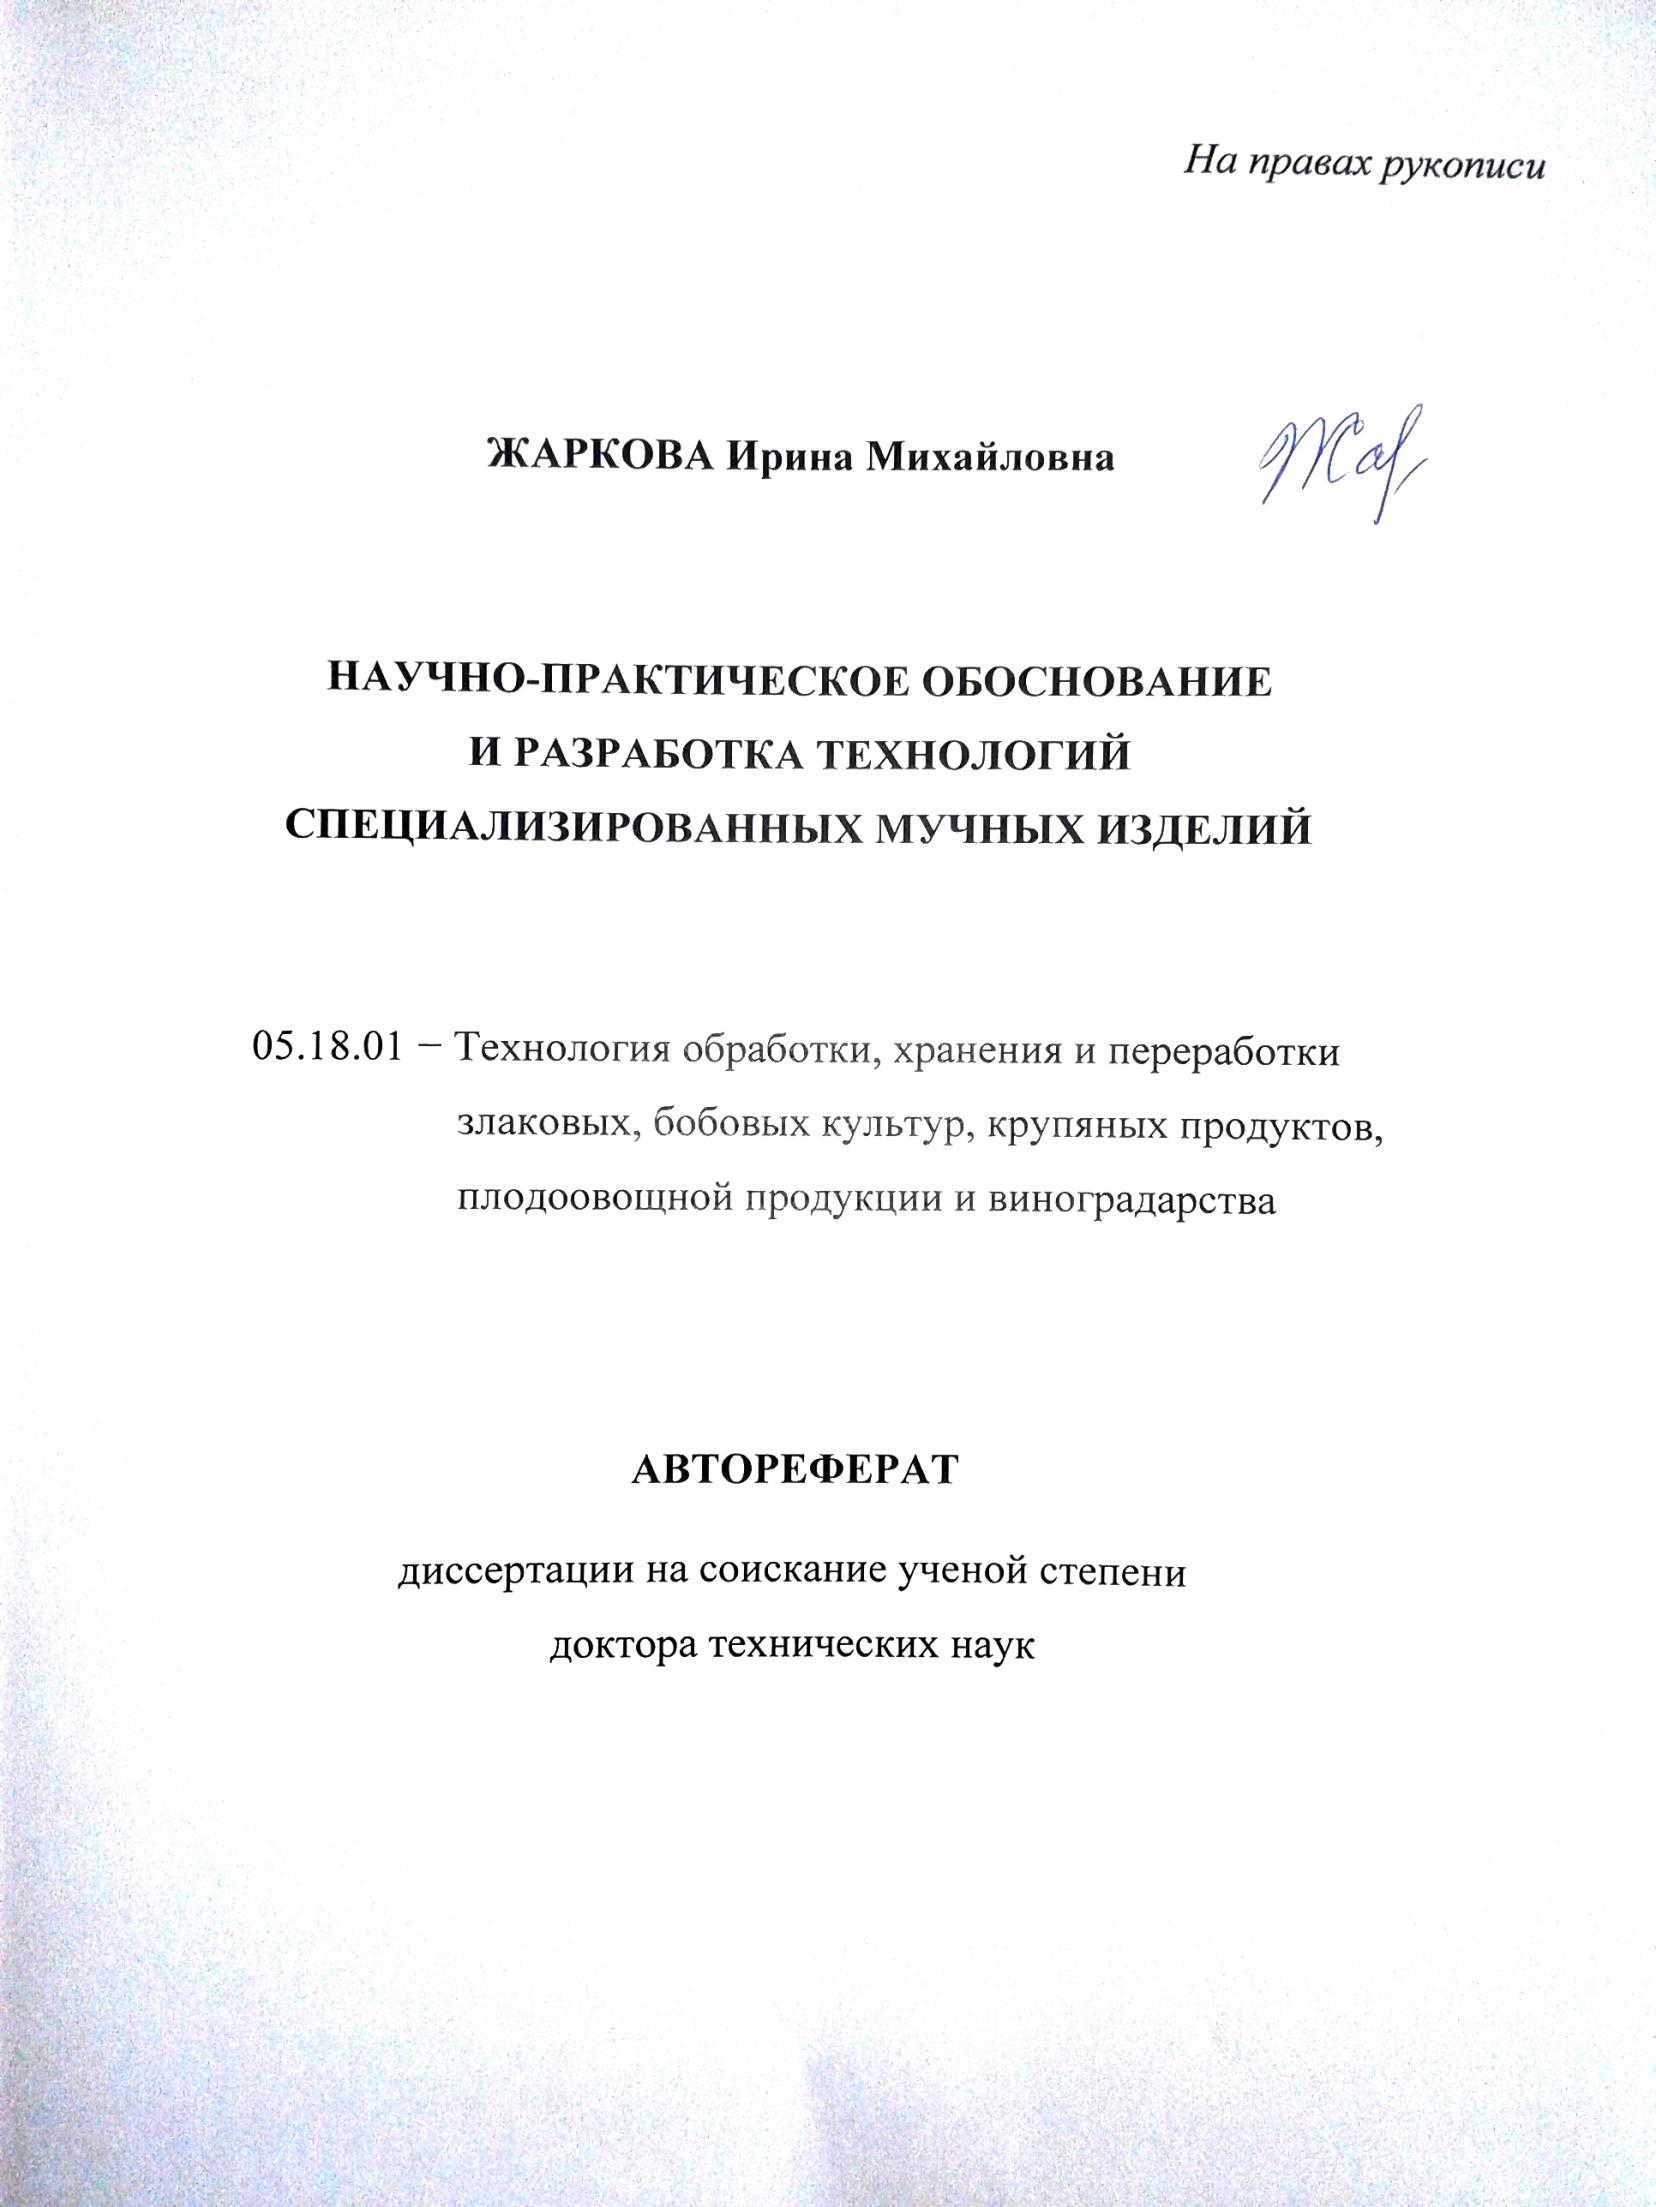 На правах рукописи
ЖАРКОВА Ирина Михайловна
Жар
НАУЧНО-ПРАКТИЧЕСКОЕ ОБОСНОВАНИЕ
И РАЗРАБОТКА ТЕХНОЛОГИЙ
СПЕЦИАЛИЗИРОВАННЫХ МУЧНЫХ ИЗДЕЛИЙ
05.18.01 – Технология обработки, хранения и переработки
злаковых, бобовых культур, крупяных продуктов,
плодоовощной продукции и виноградарства
АВТОРЕФЕРАТ
диссертации на соискание ученой степени
доктора технических наук